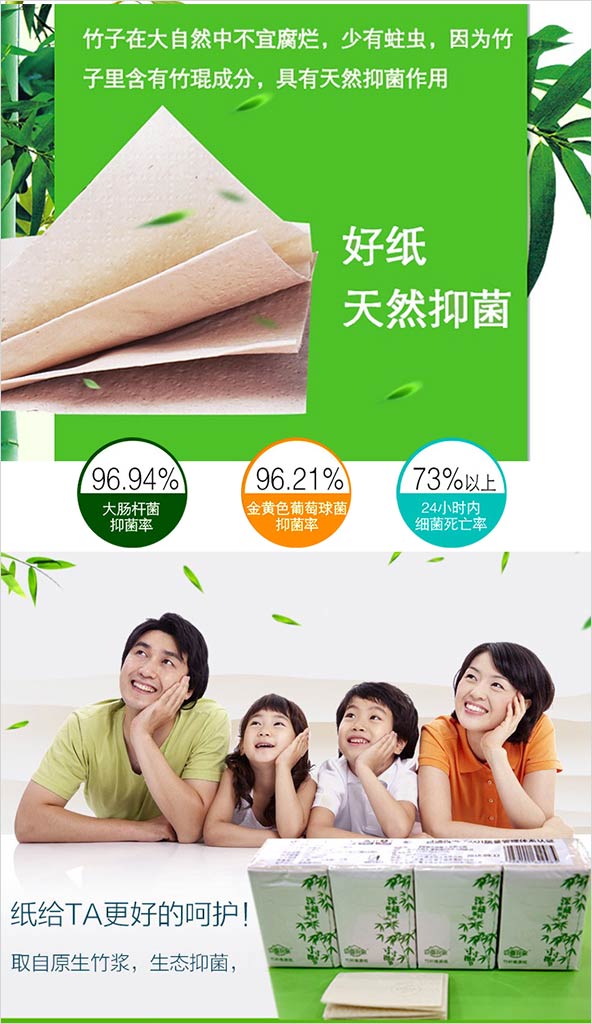 竹子在大自然中不宜腐烂，少有蛀虫，因为竹
子里含有竹琨成分，具有天然抑菌作用
好纸
天然抑菌
96.94%
大肠杆菌
抑菌率
96.21%
金黄色葡萄球菌
抑菌率
73%以上
24小时内
细菌死亡率
纸给TA更好的呵护！
取自原生竹浆，生态抑菌，